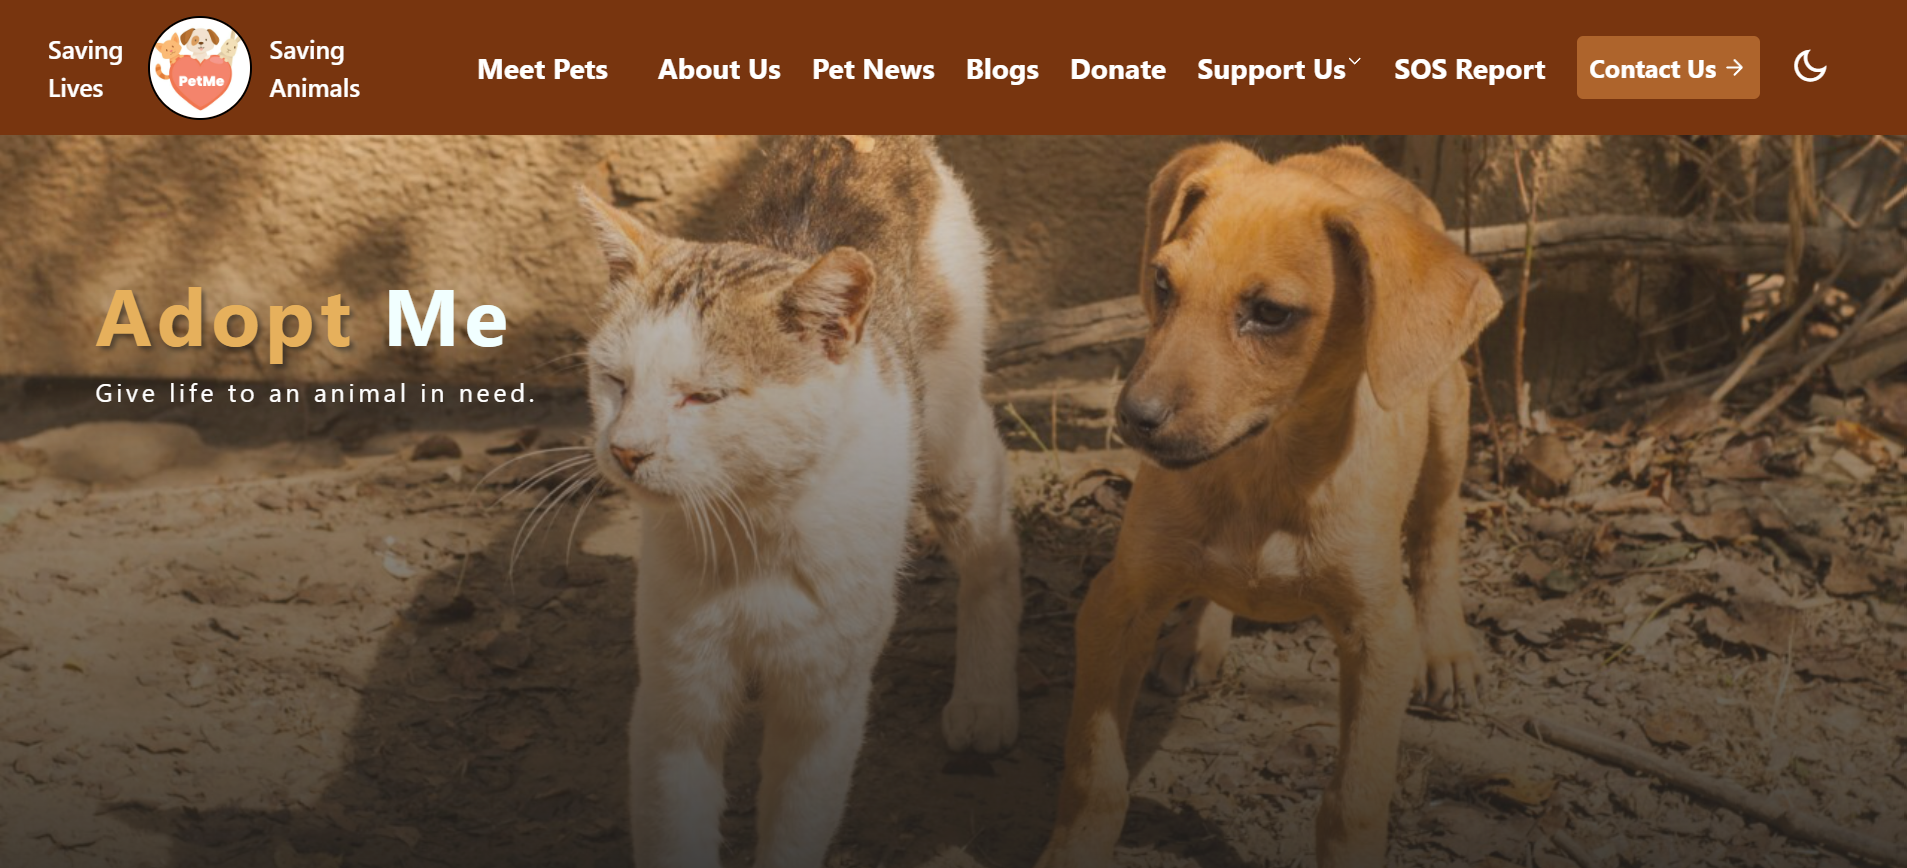 Saving
Lives
PetMe
Saving
Animals
Meet Pets
About Us
Pet News
Blogs
Donate
Support Us
SOS Report
Contact Us →
Adopt Me
Give life to an animal in need.